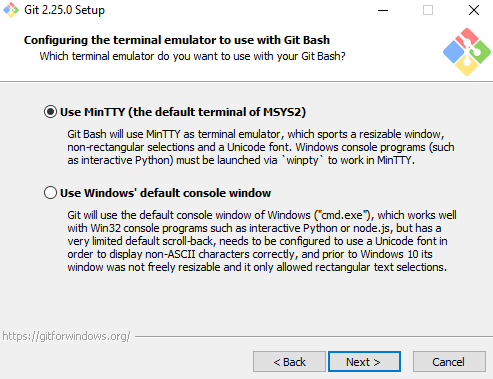 Git 2.25.0 Setup
Configuring the terminal emulator to use with Git Bash
Which terminal emulator do you want to use with your Git Bash?
Use MinTTY (the default terminal of MSYS2)
Git Bash will use MinTTY as terminal emulator, which sports a resizable window,
non-rectangular selections and a Unicode font. Windows console programs (such
as interactive Python) must be launched via `winpty` to work in MinTTY.
Use Windows' default console window
Git will use the default console window of Windows ("cmd.exe"), which works well
with Win32 console programs such as interactive Python or node.js, but has a
very limited default scroll-back, needs to be configured to use a Unicode font in
order to display non-ASCII characters correctly, and prior to Windows 10 its
window was not freely resizable and it only allowed rectangular text selections.
https://gitforwindows.org/
< Back
Next >
Cancel